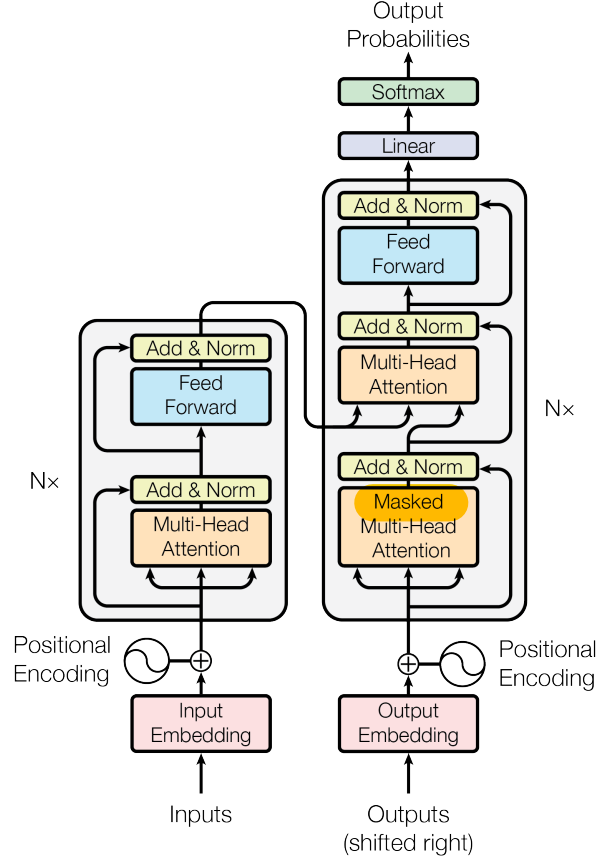 Output
Probabilities
Softmax
Linear
Add & Norm
Feed
Forward
Add & Norm
Multi-Head
Attention
Add & Norm
Masked
Multi-Head
Attention
N×
Positional
Encoding
Output
Embedding
Outputs
(shifted right)
Add & Norm
Feed
Forward
Add & Norm
Multi-Head
Attention
N×
Positional
Encoding
Input
Embedding
Inputs